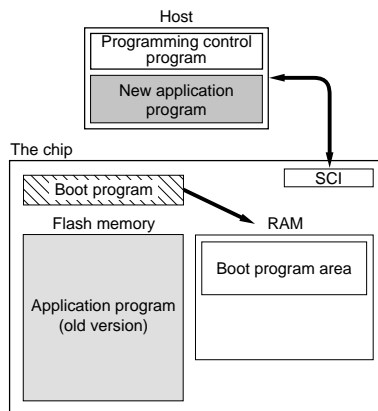 Host
Programming control
program
New application
program
The chip
SCI
Boot program
Flash memory
RAM
Boot program area
Application program
(old version)